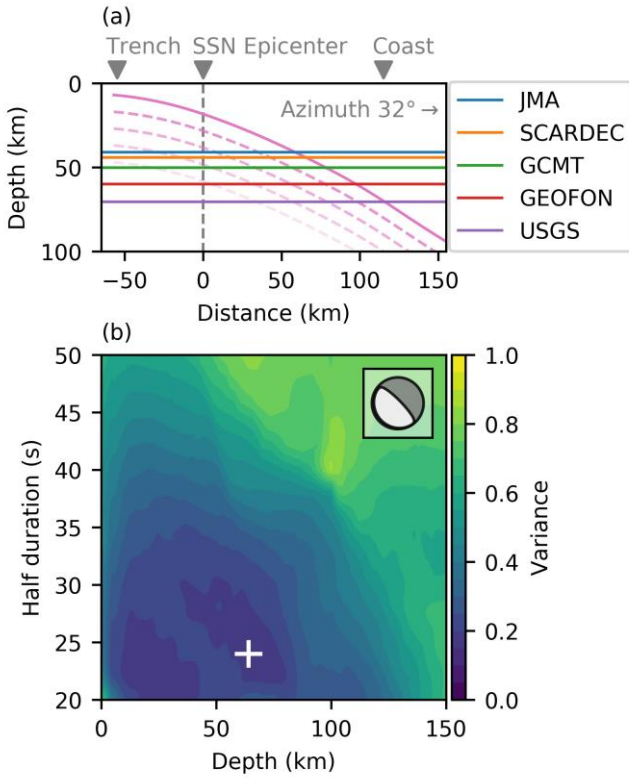 (a)
Trench SSN Epicenter Coast
0
50
100
Depth (km)
Azimuth 32° →
JMA
SCARDEC
GCMT
GEOFON
USGS
−50 0 50 100 150
Distance (km)
(b)
50
45
40
35
30
25
20
Half duration (s)
0 50 100 150
Depth (km)
1.0
0.8
0.6
0.4
0.2
0.0
Variance